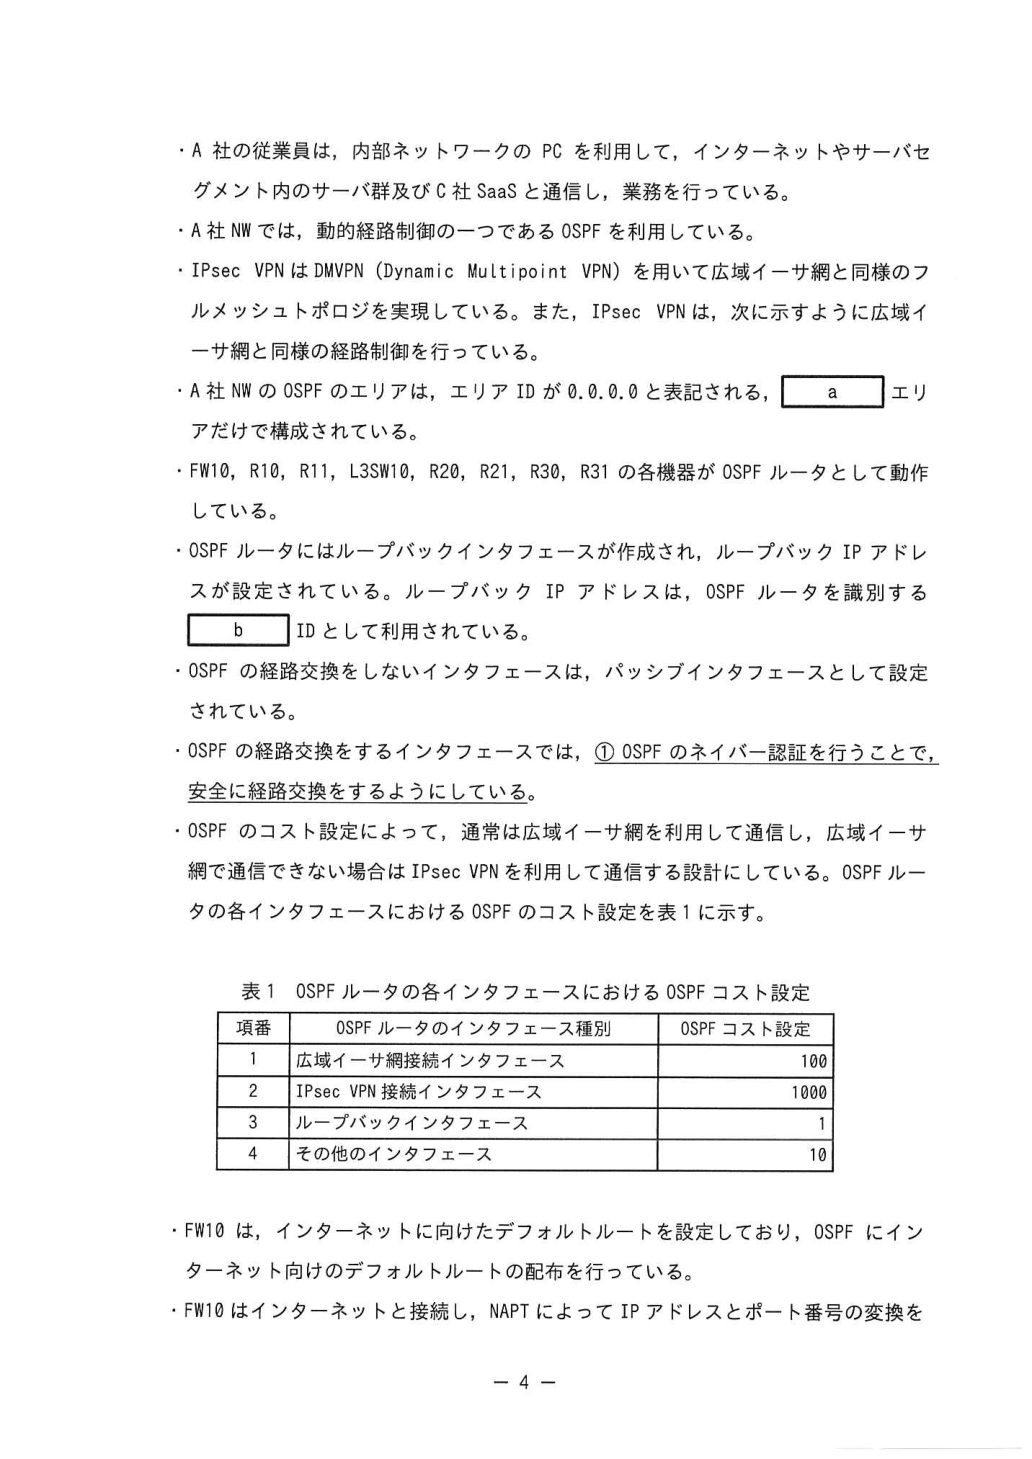 ・A 社の従業員は，内部ネットワークの PC を利用して，インターネットやサーバセ
グメント内のサーバ群及び C 社 SaaS と通信し，業務を行っている。
・A 社 NW では，動的経路制御の一つである OSPF を利用している。
・IPsec VPN は DMVPN（Dynamic Multipoint VPN）を用いて広域イーサ網と同様のフ
ルメッシュトポロジを実現している。また，IPsec VPN は，次に示すように広域イ
ーサ網と同様の経路制御を行っている。
・A 社 NW の OSPF のエリアは，エリア ID が 0.0.0.0 と表記される， a エリ
アだけで構成されている。
・FW10，R10，R11，L3SW10，R20，R21，R30，R31 の各機器が OSPF ルータとして動作
している。
・OSPF ルータにはループバックインタフェースが作成され，ループバック IP アドレ
スが設定されている。ループバック IP アドレスは，OSPF ルータを識別する
b ID として利用されている。
・OSPF の経路交換をしないインタフェースは，パッシブインタフェースとして設定
されている。
・OSPF の経路交換をするインタフェースでは，① OSPF のネイバー認証を行うことで，
安全に経路交換をするようにしている。
・OSPF のコスト設定によって，通常は広域イーサ網を利用して通信し，広域イーサ
網で通信できない場合は IPsec VPN を利用して通信する設計にしている。OSPF ルー
タの各インタフェースにおける OSPF のコスト設定を表 1 に示す。
表 1 OSPF ルータの各インタフェースにおける OSPF コスト設定
項番 OSPF ルータのインタフェース種別 OSPF コスト設定
1 広域イーサ網接続インタフェース 100
2 IPsec VPN 接続インタフェース 1000
3 ループバックインタフェース 1
4 その他のインタフェース 10
・FW10 は，インターネットに向けたデフォルトルートを設定しており，OSPF にイン
ターネット向けのデフォルトルートの配布を行っている。
・FW10 はインターネットと接続し，NAPT によって IP アドレスとポート番号の変換を
－ 4 －